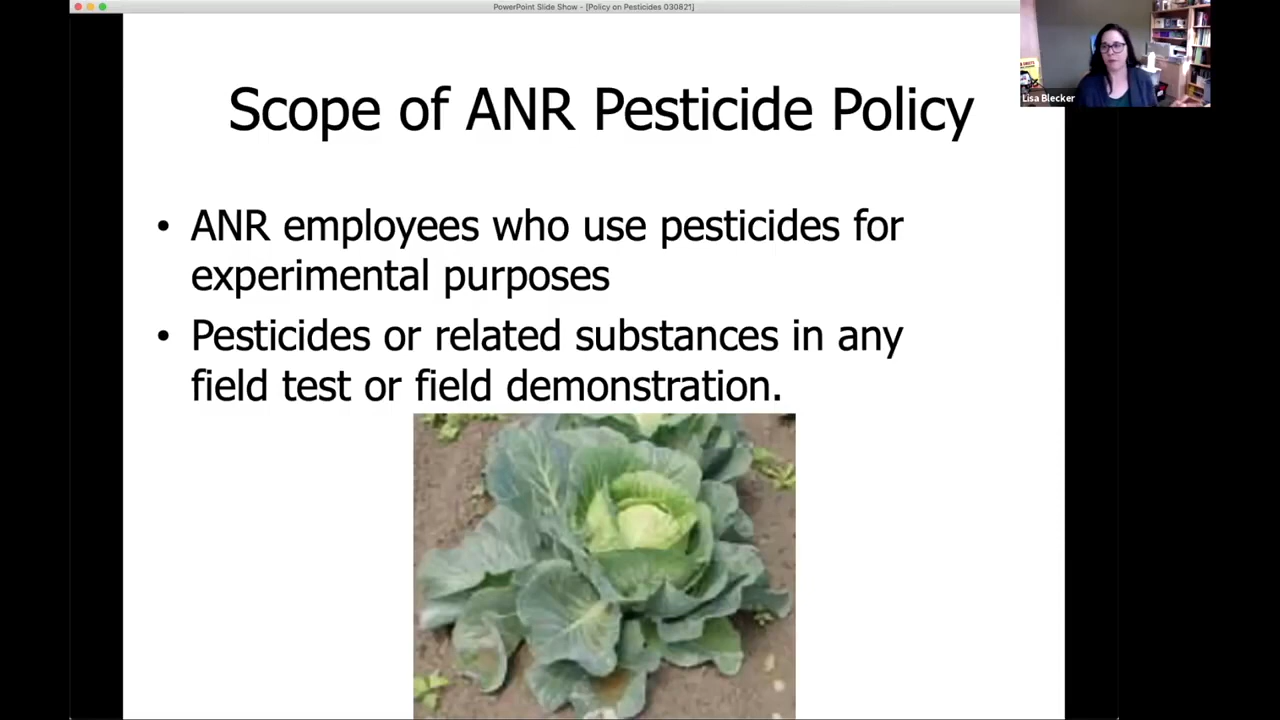 PowerPoint Slide Show - [Policy on Pesticides 030821]
Lisa Blecker
Scope of ANR Pesticide Policy
• ANR employees who use pesticides for
experimental purposes
• Pesticides or related substances in any
field test or field demonstration.